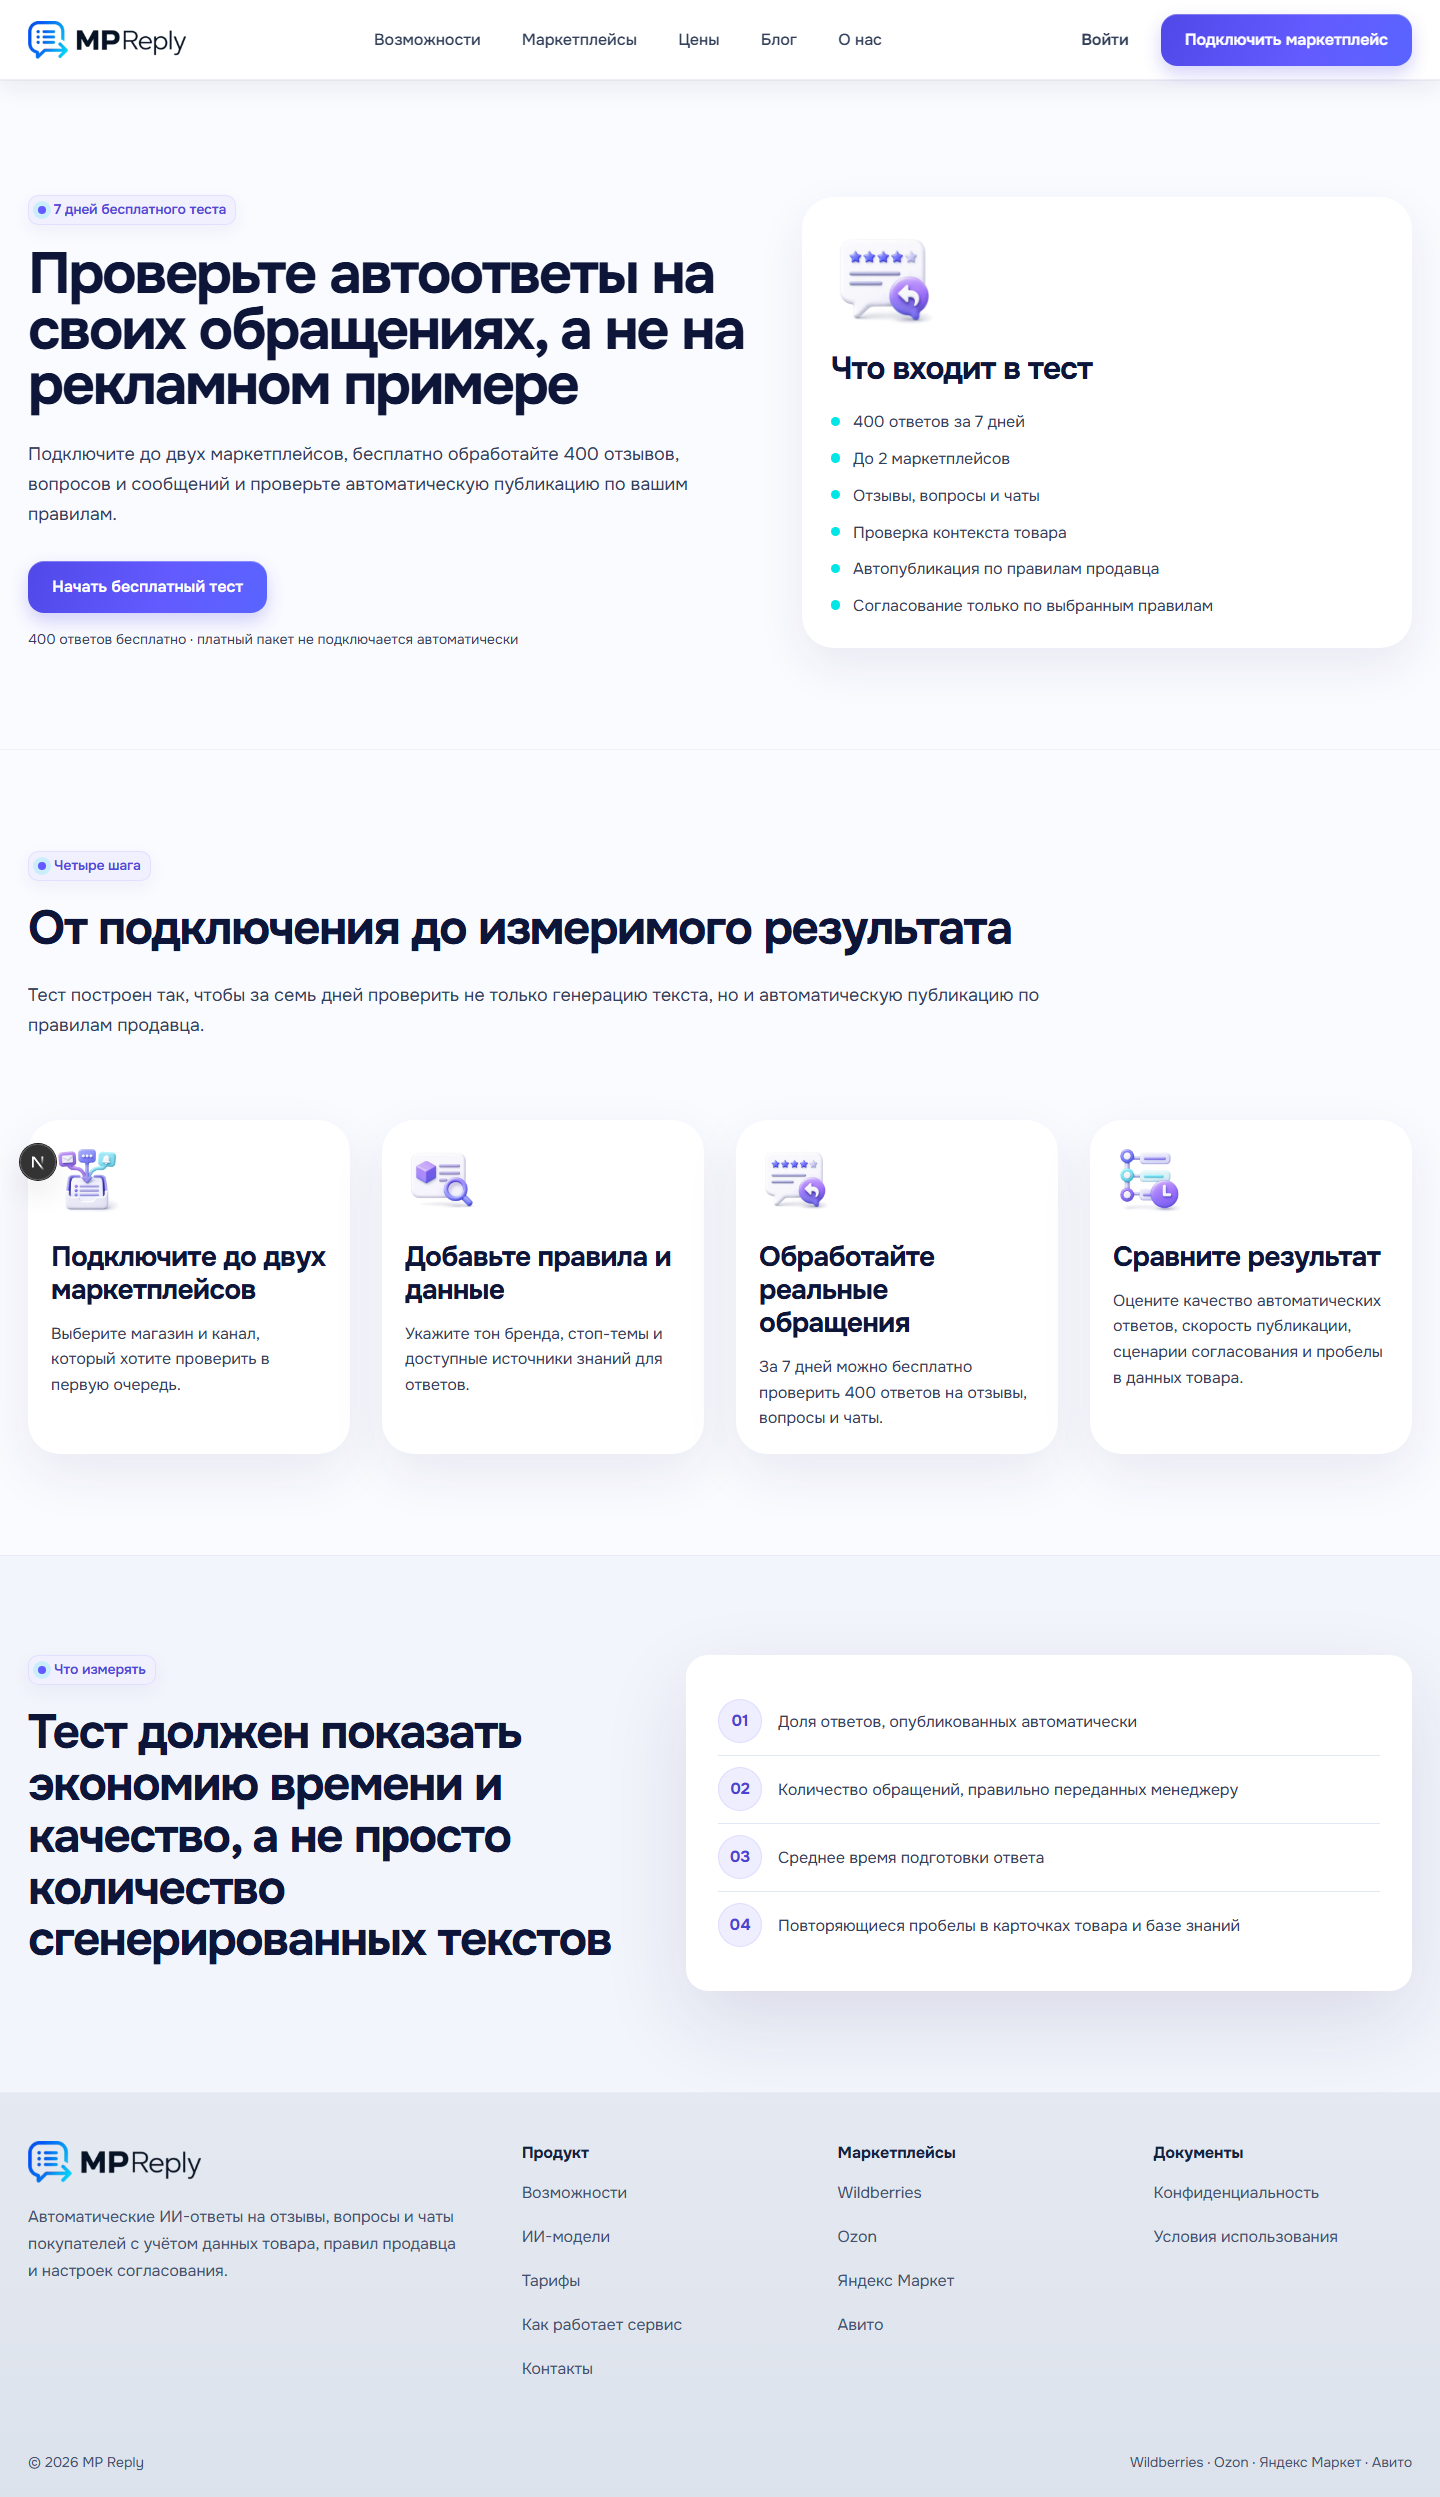 MPReply
Возможности
Маркетплейсы
Цены
Блог
О нас
Войти
Подключить маркетплейс
7 дней бесплатного теста
Проверьте автоответы на
своих обращениях, а не на
рекламном примере
Подключите до двух маркетплейсов, бесплатно обработайте 400 отзывов,
вопросов и сообщений и проверьте автоматическую публикацию по вашим
правилам.
Начать бесплатный тест
400 ответов бесплатно · платный пакет не подключается автоматически
Что входит в тест
400 ответов за 7 дней
До 2 маркетплейсов
Отзывы, вопросы и чаты
Проверка контекста товара
Автопубликация по правилам продавца
Согласование только по выбранным правилам
Четыре шага
От подключения до измеримого результата
Тест построен так, чтобы за семь дней проверить не только генерацию текста, но и автоматическую публикацию по
правилам продавца.
N
Подключите до двух
маркетплейсов
Выберите магазин и канал,
который хотите проверить в
первую очередь.
Добавьте правила и
данные
Укажите тон бренда, стоп-темы и
доступные источники знаний для
ответов.
Обработайте
реальные
обращения
За 7 дней можно бесплатно
проверить 400 ответов на отзывы,
вопросы и чаты.
Сравните результат
Оцените качество автоматических
ответов, скорость публикации,
сценарии согласования и пробелы
в данных товара.
Что измерять
Тест должен показать
экономию времени и
качество, а не просто
количество
сгенерированных текстов
01 Доля ответов, опубликованных автоматически
02 Количество обращений, правильно переданных менеджеру
03 Среднее время подготовки ответа
04 Повторяющиеся пробелы в карточках товара и базе знаний
MPReply
Автоматические ИИ-ответы на отзывы, вопросы и чаты
покупателей с учётом данных товара, правил продавца
и настроек согласования.
Продукт
Возможности
ИИ-модели
Тарифы
Как работает сервис
Контакты
Маркетплейсы
Wildberries
Ozon
Яндекс Маркет
Авито
Документы
Конфиденциальность
Условия использования
© 2026 MP Reply
Wildberries · Ozon · Яндекс Маркет · Авито